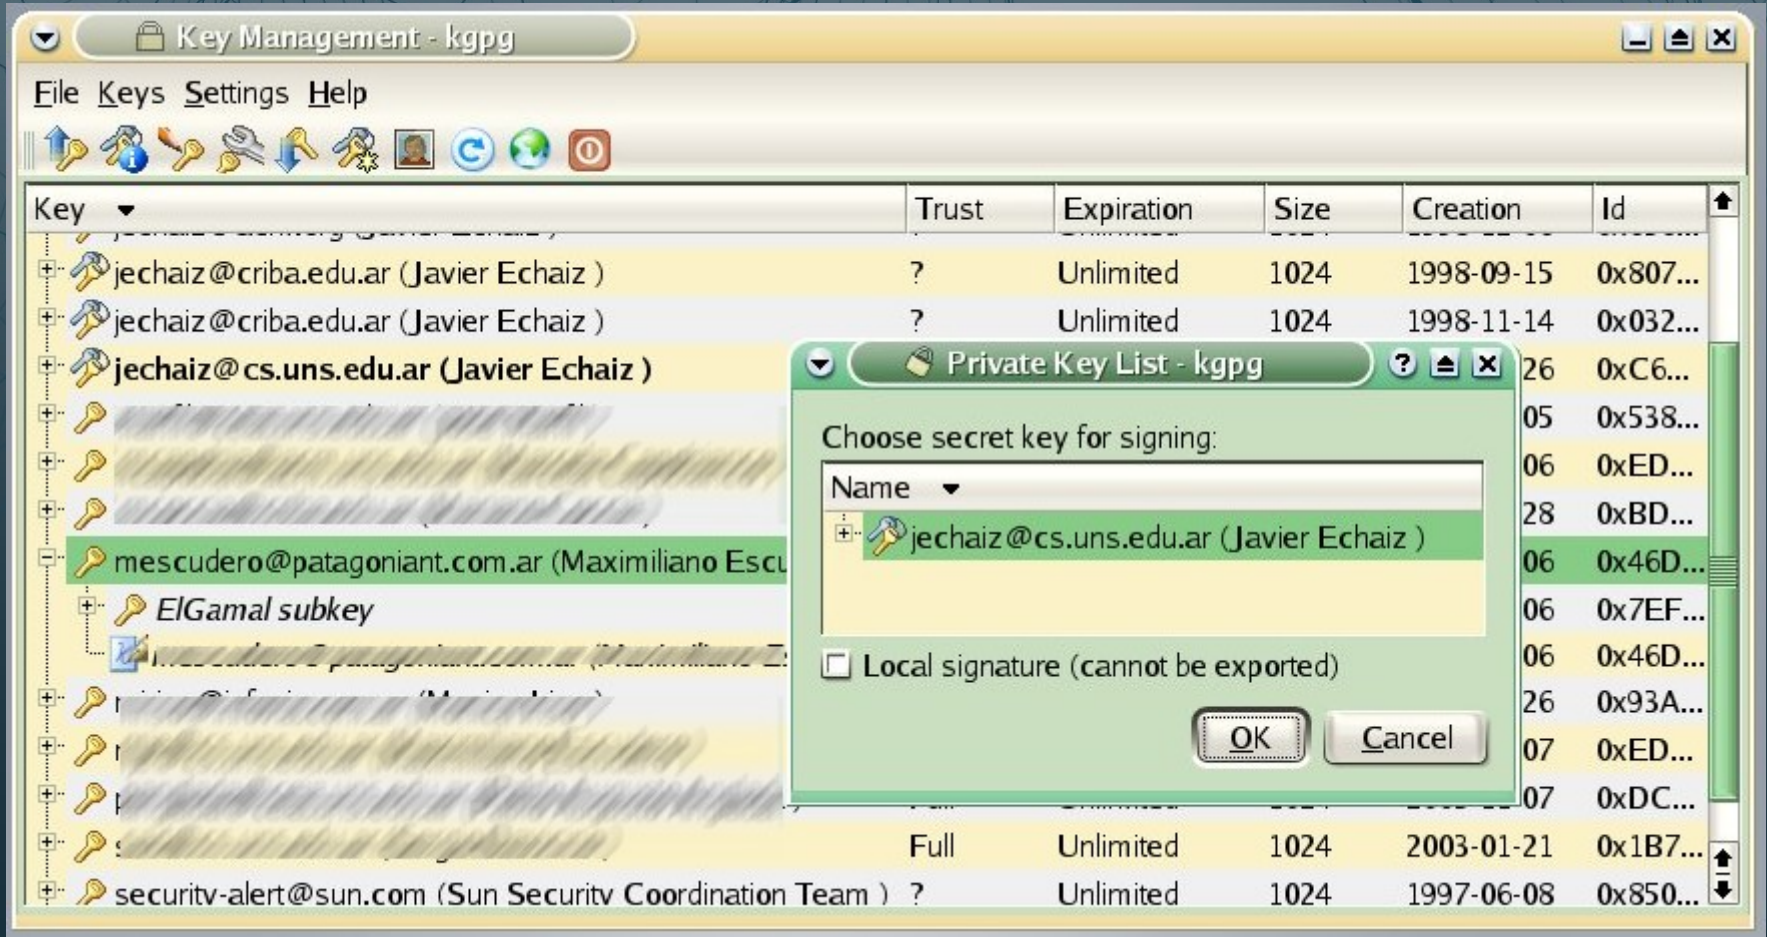 Key Management - kgpg
File Keys Settings Help
Key Trust Expiration Size Creation Id
jechaiz@criba.edu.ar (Javier Echaiz ) ? Unlimited 1024 1998-09-15 0x807...
jechaiz@criba.edu.ar (Javier Echaiz ) ? Unlimited 1024 1998-11-14 0x032...
jechaiz@cs.uns.edu.ar (Javier Echaiz ) 26 0xC6...
05 0x538...
06 0xED...
28 0xBD...
mescudero@patagoniant.com.ar (Maximiliano Escu 06 0x46D...
ElGamal subkey 06 0x7EF...
06 0x46D...
26 0x93A...
07 0xED...
07 0xDC...
Full Unlimited 1024 2003-01-21 0x1B7...
security-alert@sun.com (Sun Security Coordination Team ) ? Unlimited 1024 1997-06-08 0x850...
Private Key List - kgpg
Choose secret key for signing:
Name
jechaiz@cs.uns.edu.ar (Javier Echaiz )
Local signature (cannot be exported)
OK Cancel